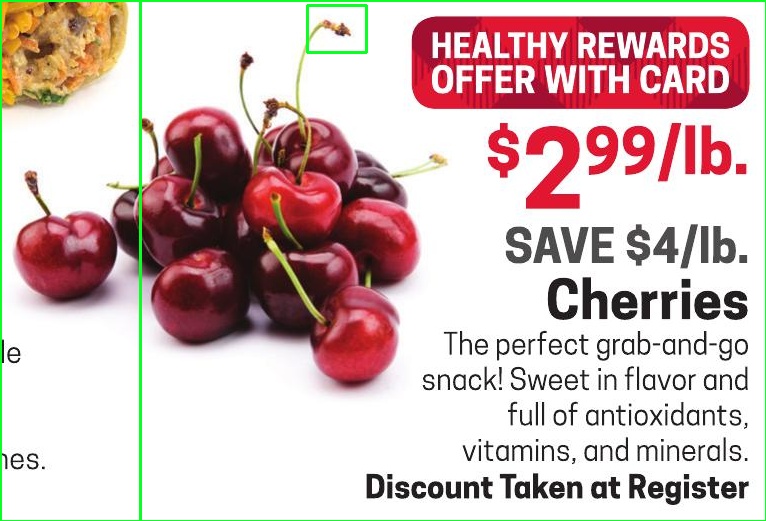 HEALTHY REWARDS
OFFER WITH CARD
$2.99/lb.
SAVE $4/lb.
Cherries
The perfect grab-and-go
snack! Sweet in flavor and
full of antioxidants,
vitamins, and minerals.
Discount Taken at Register